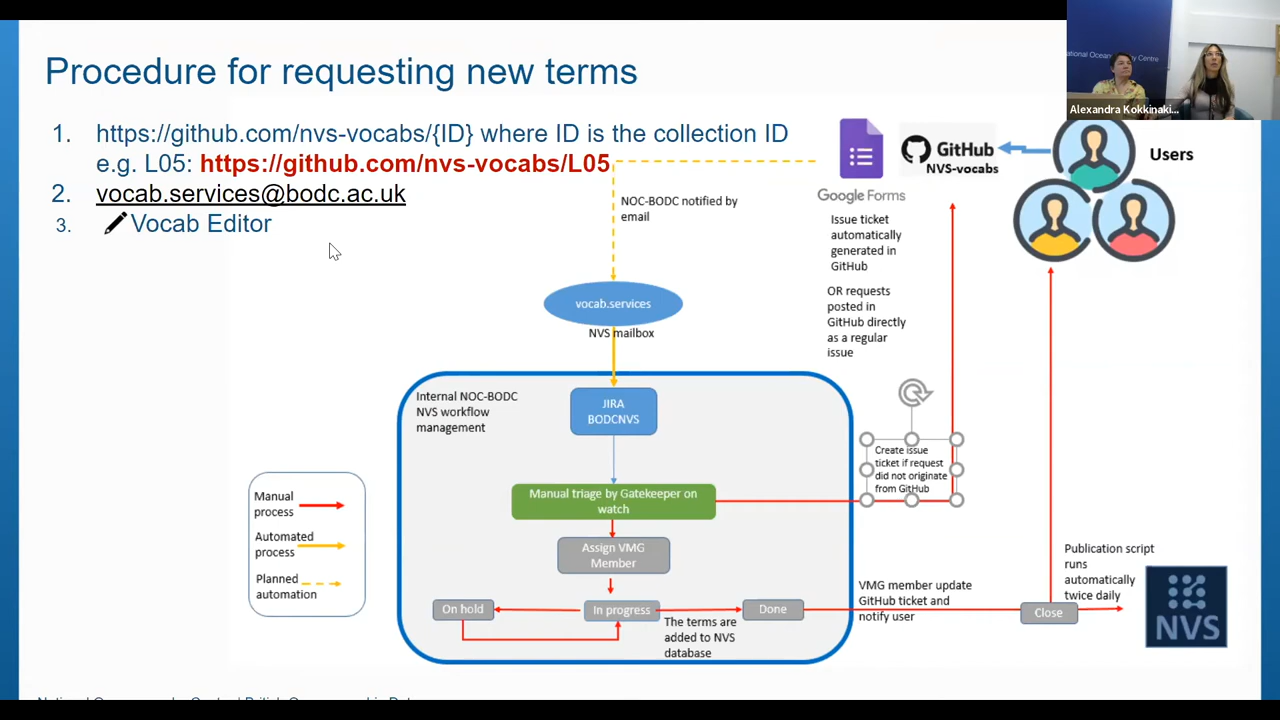 Procedure for requesting new terms
1. https://github.com/nvs-vocabs/{ID} where ID is the collection ID
e.g. L05: https://github.com/nvs-vocabs/L05
2. vocab.services@bodc.ac.uk
3. Vocab Editor
Alexandra Kokkinaki...
GitHub
NVS-vocabs
Users
Google Forms
NOC-BODC notified by
email
Issue ticket
automatically
generated in
GitHub
OR requests
posted in
GitHub directly
as a regular
issue
vocab.services
NVS mailbox
Internal NOC-BODC
NVS workflow
management
JIRA
BODCNVS
Create issue
ticket if request
did not originate
from GitHub
Manual triage by Gatekeeper on
watch
Assign VMG
Member
On hold
In progress
Done
The terms are
added to NVS
database
VMG member update
GitHub ticket and
notify user
Close
Publication script
runs
automatically
twice daily
NVS
Manual
process
Automated
process
Planned
automation